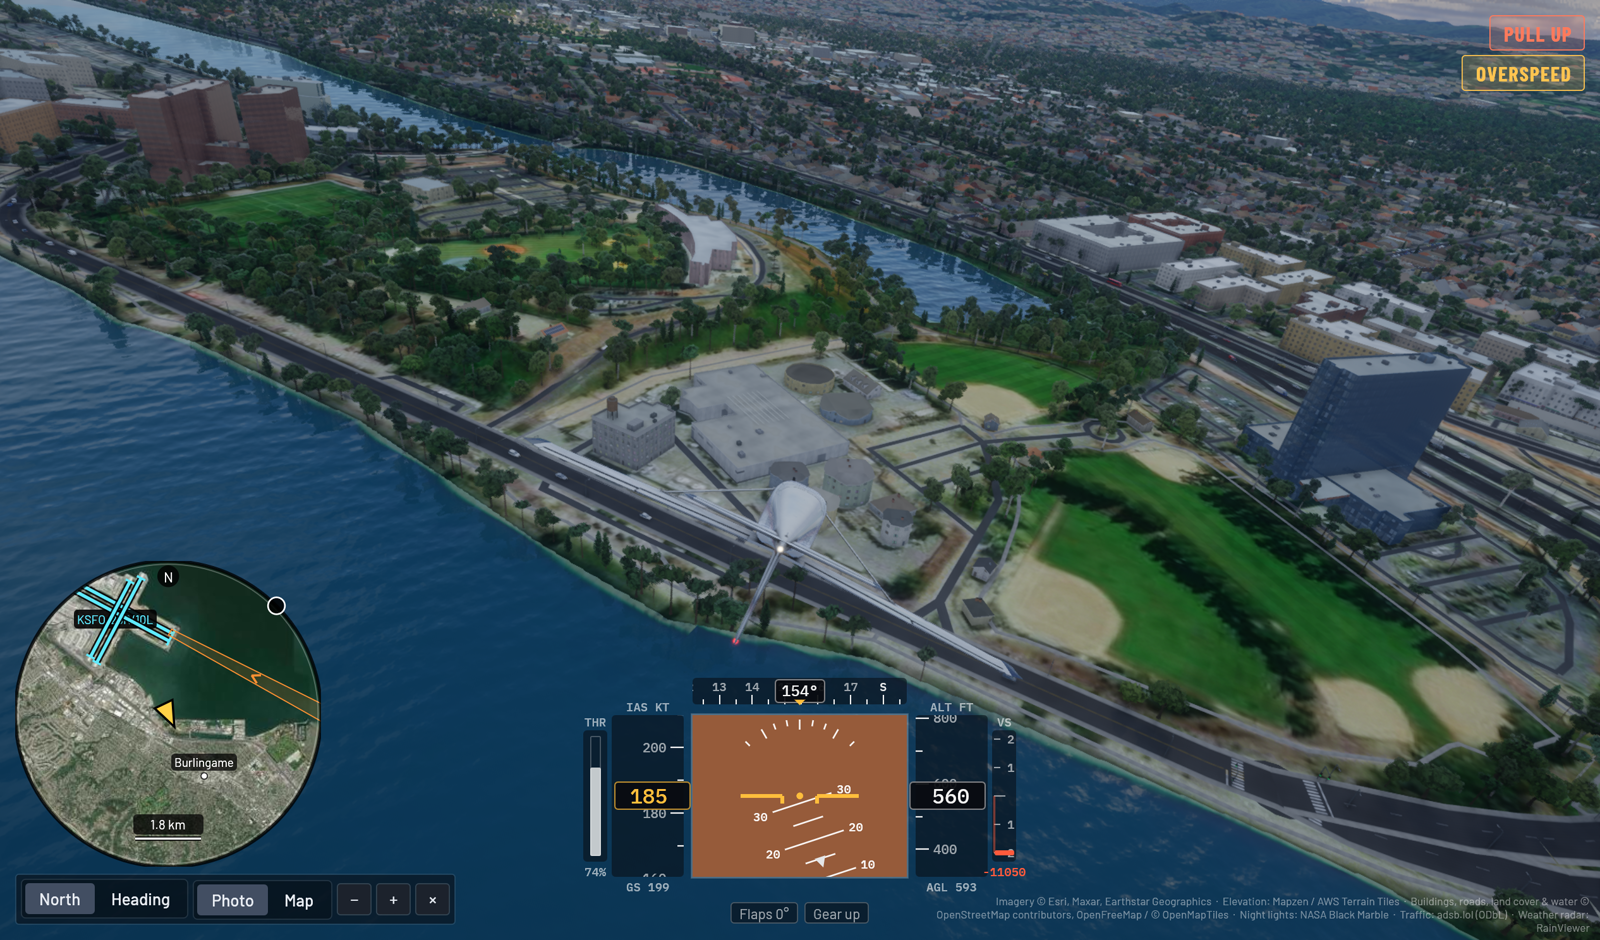 PULL UP
OVERSPEED
N
KSFO
10L
Burlingame
1.8 km
North
Heading
Photo
Map
−
+
×
13
14
154°
17
S
THR
74%
IAS KT
200
185
180
GS 199
30
30
20
20
10
ALT FT
800
560
400
AGL 593
VS
2
1
1
2
-11050
Flaps 0°
Gear up
Imagery © Esri, Maxar, Earthstar Geographics · Elevation: Mapzen / AWS Terrain Tiles · Buildings, roads, land cover & water ©
OpenStreetMap contributors, OpenFreeMap / © OpenMapTiles · Night lights: NASA Black Marble · Traffic: adsb.lol (ODbL) · Weather radar:
RainViewer